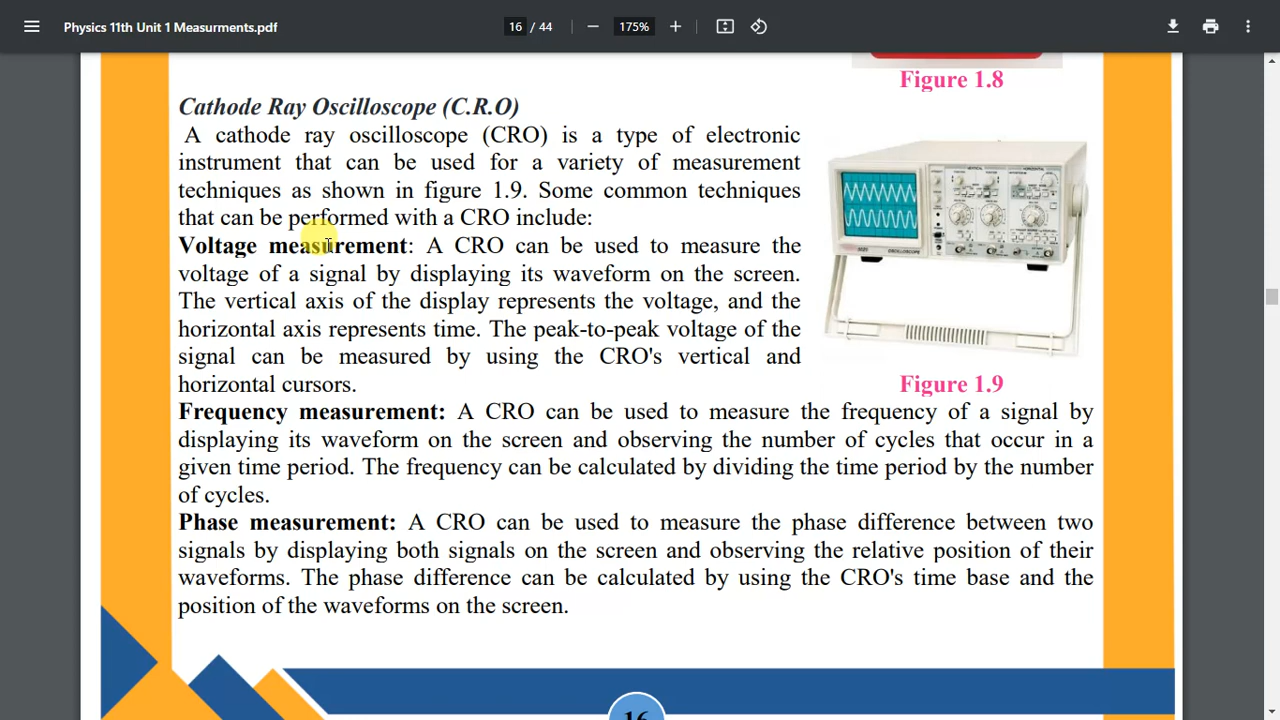 Physics 11th Unit 1 Measurments.pdf
16 / 44
175%
Figure 1.8
Cathode Ray Oscilloscope (C.R.O)
A cathode ray oscilloscope (CRO) is a type of electronic
instrument that can be used for a variety of measurement
techniques as shown in figure 1.9. Some common techniques
that can be performed with a CRO include:
Voltage measurement: A CRO can be used to measure the
voltage of a signal by displaying its waveform on the screen.
The vertical axis of the display represents the voltage, and the
horizontal axis represents time. The peak-to-peak voltage of the
signal can be measured by using the CRO's vertical and
horizontal cursors.
Figure 1.9
Frequency measurement: A CRO can be used to measure the frequency of a signal by
displaying its waveform on the screen and observing the number of cycles that occur in a
given time period. The frequency can be calculated by dividing the time period by the number
of cycles.
Phase measurement: A CRO can be used to measure the phase difference between two
signals by displaying both signals on the screen and observing the relative position of their
waveforms. The phase difference can be calculated by using the CRO's time base and the
position of the waveforms on the screen.
16